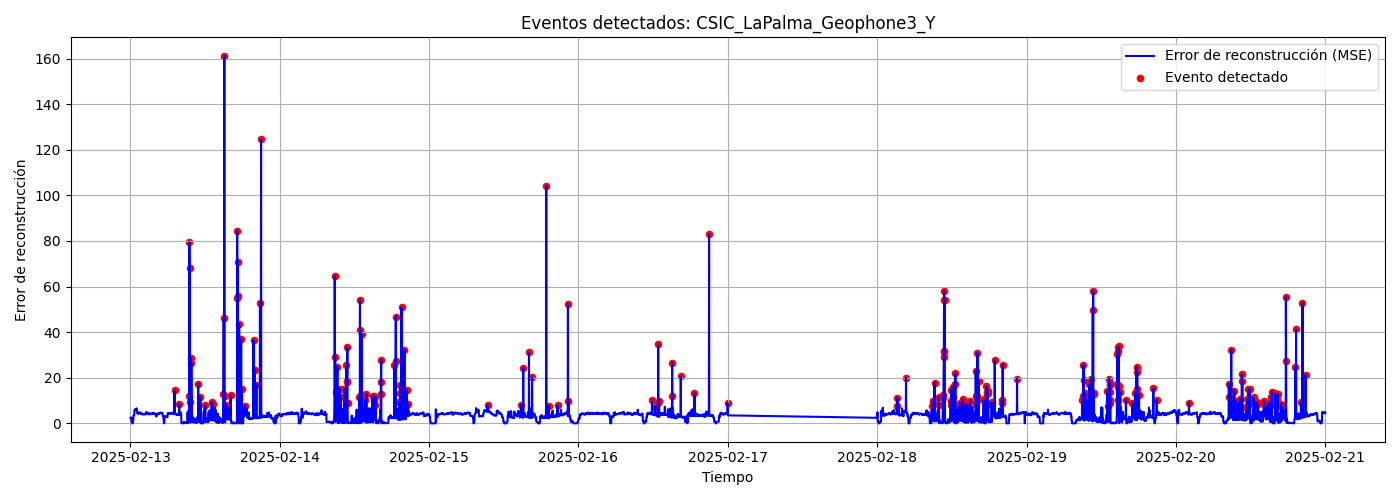 Eventos detectados: CSIC_LaPalma_Geophone3_Y
Error de reconstrucción (MSE)
Evento detectado
Error de reconstrucción
160
140
120
100
80
60
40
20
0
2025-02-13 2025-02-14 2025-02-15 2025-02-16 2025-02-17 2025-02-18 2025-02-19 2025-02-20 2025-02-21
Tiempo